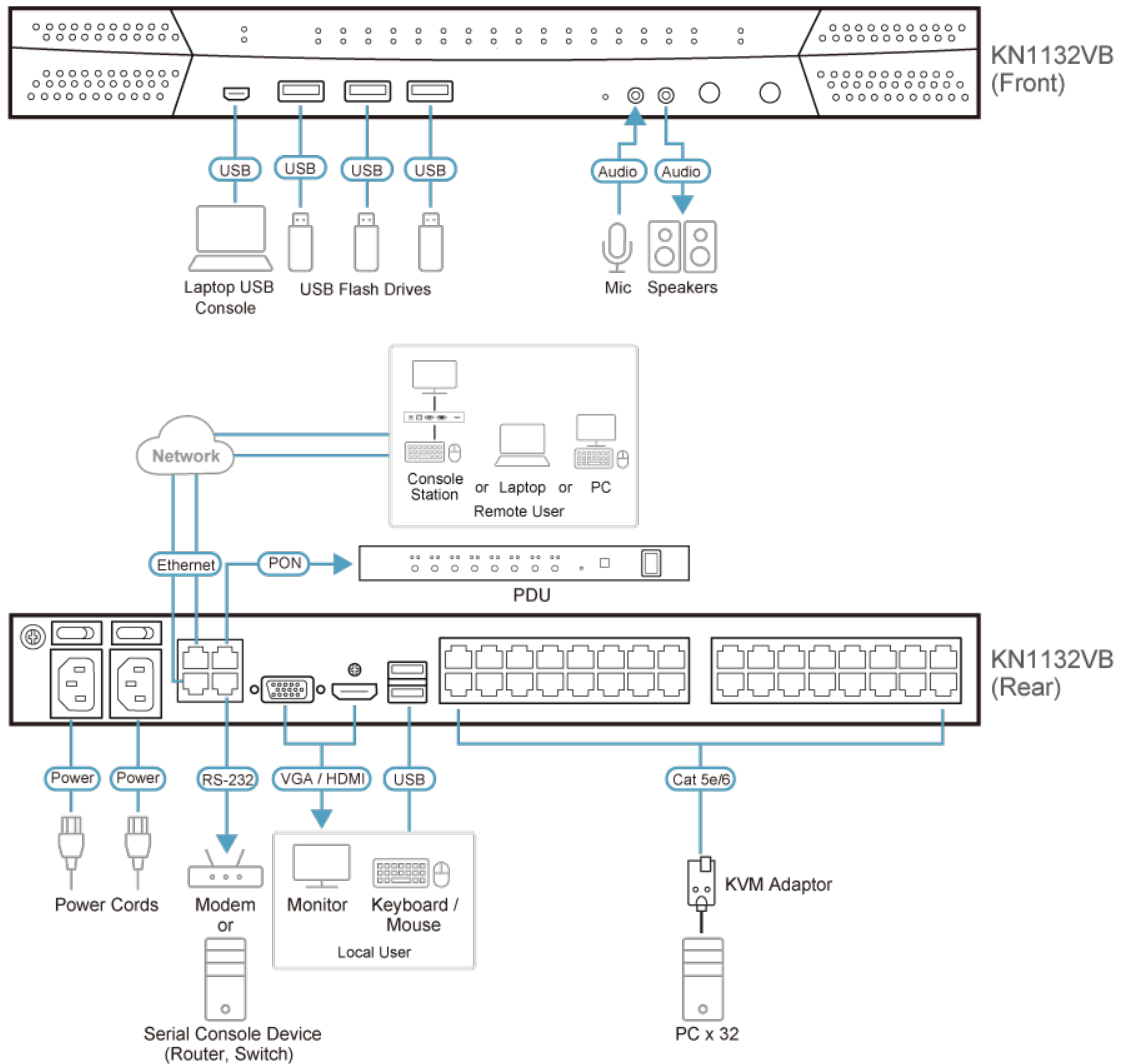 KN1132VB
(Front)
USB
USB
USB
USB
Audio
Audio
Laptop USB
Console
USB Flash Drives
Mic
Speakers
Network
Console
Station
or
Laptop
or
PC
Remote User
Ethernet
PON
PDU
KN1132VB
(Rear)
Power
Power
RS-232
VGA / HDMI
USB
Cat 5e/6
Power Cords
Modem
or
Monitor
Keyboard /
Mouse
Local User
KVM Adaptor
Serial Console Device
(Router, Switch)
PC x 32